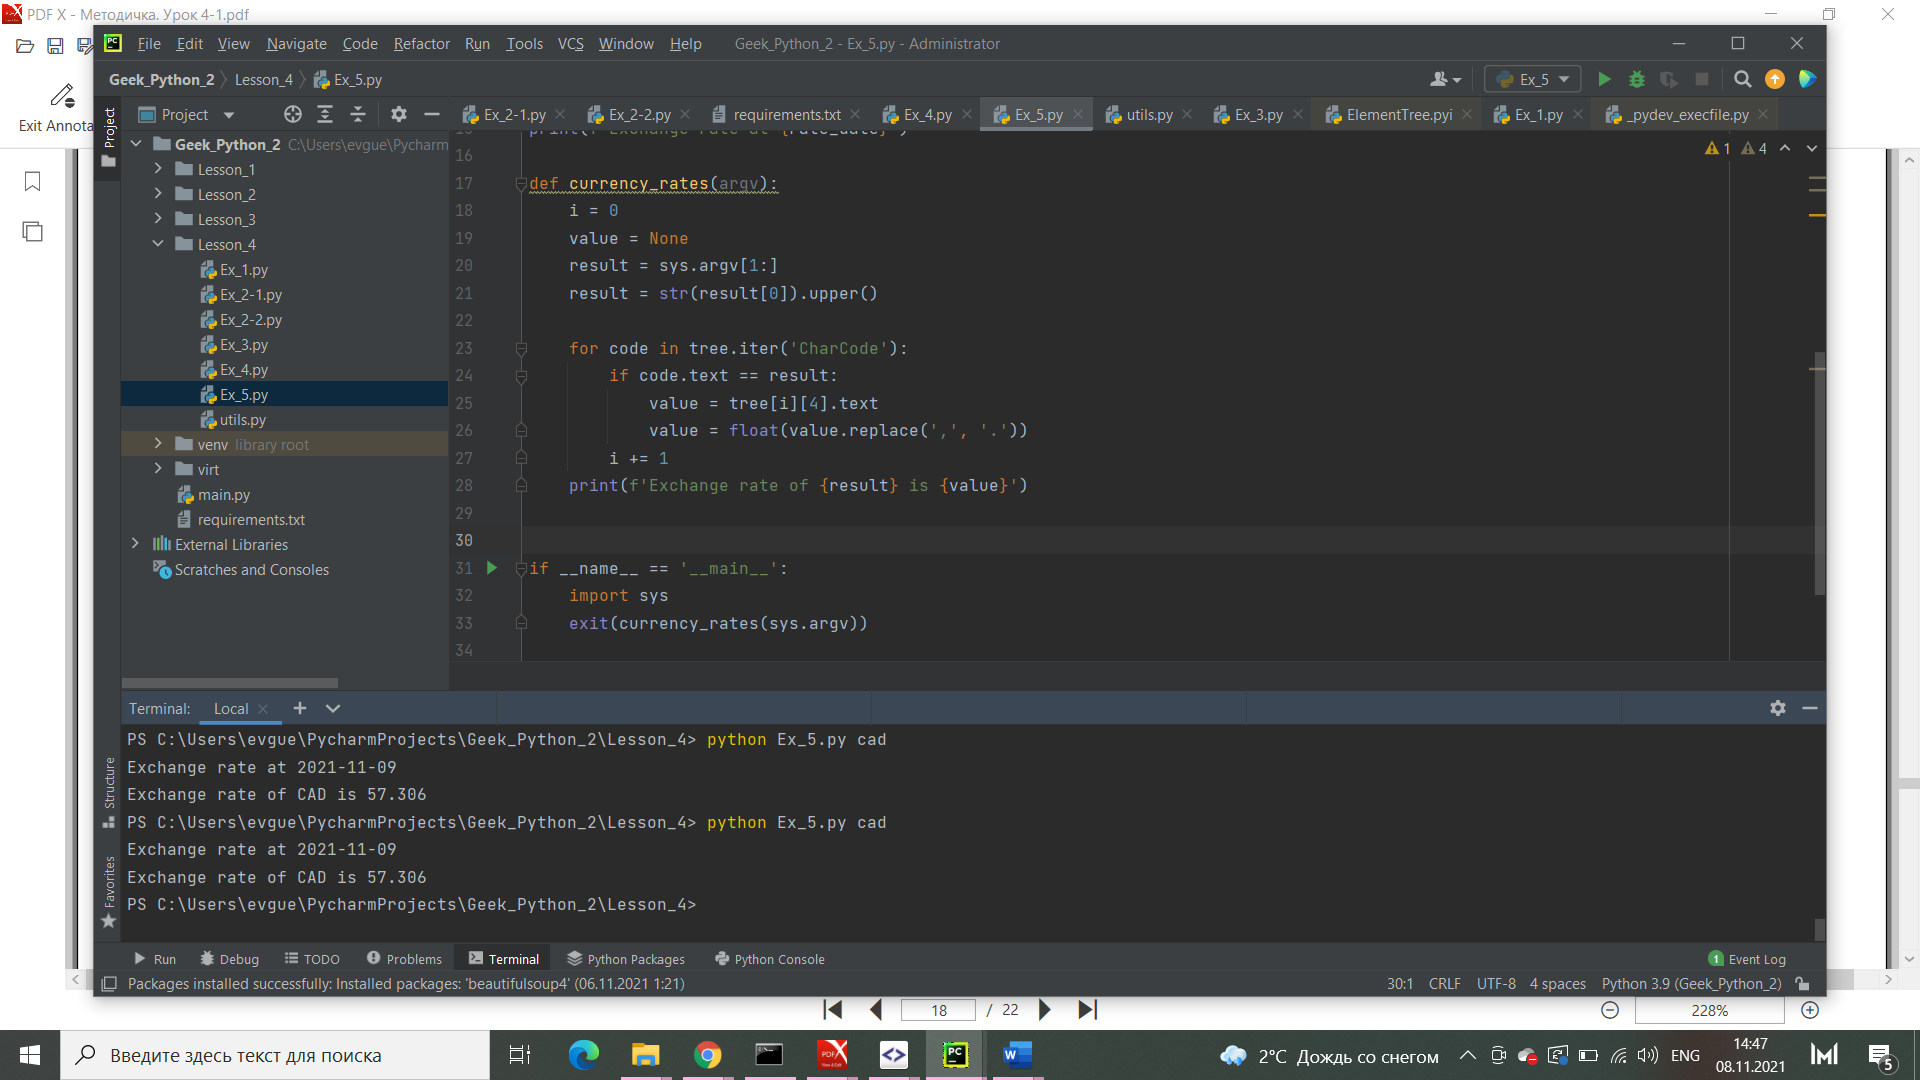 PDF X - Методичка. Урок 4-1.pdf
File Edit View Navigate Code Refactor Run Tools VCS Window Help Geek_Python_2 - Ex_5.py - Administrator
Geek_Python_2 Lesson_4 Ex_5.py Ex_5
Exit Annota
Project Project Ex_2-1.py Ex_2-2.py requirements.txt Ex_4.py Ex_5.py utils.py Ex_3.py ElementTree.pyi Ex_1.py _pydev_execfile.py
Geek_Python_2 C:\Users\evgue\Pycharm
Lesson_1
Lesson_2
Lesson_3
Lesson_4
Ex_1.py
Ex_2-1.py
Ex_2-2.py
Ex_3.py
Ex_4.py
Ex_5.py
utils.py
venv library root
virt
main.py
requirements.txt
External Libraries
Scratches and Consoles
1 4
16
17 def currency_rates(argv):
18 i = 0
19 value = None
20 result = sys.argv[1:]
21 result = str(result[0]).upper()
22
23 for code in tree.iter('CharCode'):
24 if code.text == result:
25 value = tree[i][4].text
26 value = float(value.replace(',', '.'))
27 i += 1
28 print(f'Exchange rate of {result} is {value}')
29
30
31 if __name__ == '__main__':
32 import sys
33 exit(currency_rates(sys.argv))
34
Terminal: Local
PS C:\Users\evgue\PycharmProjects\Geek_Python_2\Lesson_4> python Ex_5.py cad
Exchange rate at 2021-11-09
Exchange rate of CAD is 57.306
PS C:\Users\evgue\PycharmProjects\Geek_Python_2\Lesson_4> python Ex_5.py cad
Exchange rate at 2021-11-09
Exchange rate of CAD is 57.306
PS C:\Users\evgue\PycharmProjects\Geek_Python_2\Lesson_4>
Structure
Favorites
Run Debug TODO Problems Terminal Python Packages Python Console 1 Event Log
Packages installed successfully: Installed packages: 'beautifulsoup4' (06.11.2021 1:21) 30:1 CRLF UTF-8 4 spaces Python 3.9 (Geek_Python_2)
18 / 22 228%
Введите здесь текст для поиска 2°C Дождь со снегом ENG 14:47
08.11.2021 5